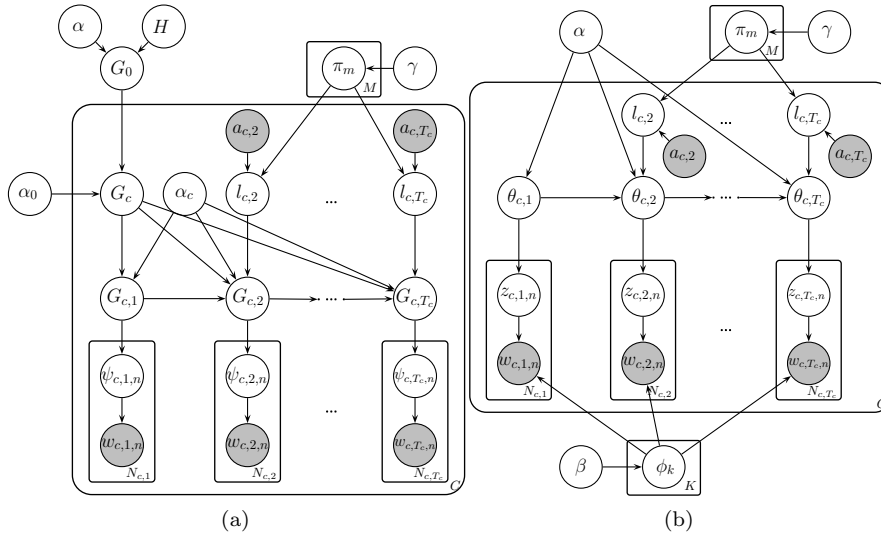 α H
G_0
π_m M γ
a_{c,2} a_{c,T_c}
α_0 G_c α_c l_{c,2} ... l_{c,T_c}
G_{c,1} G_{c,2} ... ... G_{c,T_c}
ψ_{c,1,n} ψ_{c,2,n} ψ_{c,T_c,n}
...
w_{c,1,n} w_{c,2,n} w_{c,T_c,n}
N_{c,1} N_{c,2} N_{c,T_c} C
(a)
α π_m M γ
l_{c,2} ... l_{c,T_c}
a_{c,2} a_{c,T_c}
θ_{c,1} θ_{c,2} ... ... θ_{c,T_c}
z_{c,1,n} z_{c,2,n} z_{c,T_c,n}
...
w_{c,1,n} w_{c,2,n} w_{c,T_c,n}
N_{c,1} N_{c,2} N_{c,T_c} C
β ϕ_k K
(b)